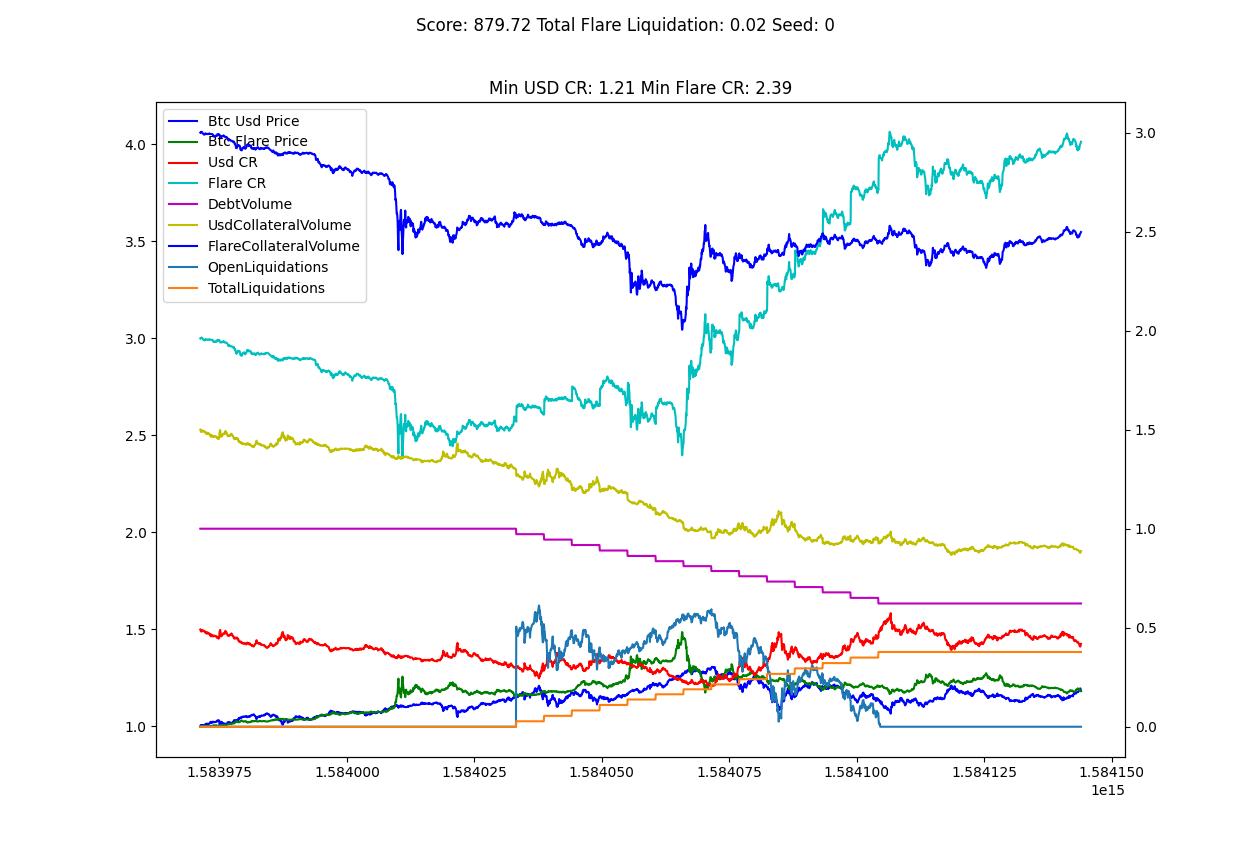 Score: 879.72 Total Flare Liquidation: 0.02 Seed: 0
Min USD CR: 1.21 Min Flare CR: 2.39
Btc Usd Price
Btc Flare Price
Usd CR
Flare CR
DebtVolume
UsdCollateralVolume
FlareCollateralVolume
OpenLiquidations
TotalLiquidations
4.0
3.5
3.0
2.5
2.0
1.5
1.0
3.0
2.5
2.0
1.5
1.0
0.5
0.0
1.583975 1.584000 1.584025 1.584050 1.584075 1.584100 1.584125 1.584150
1e15